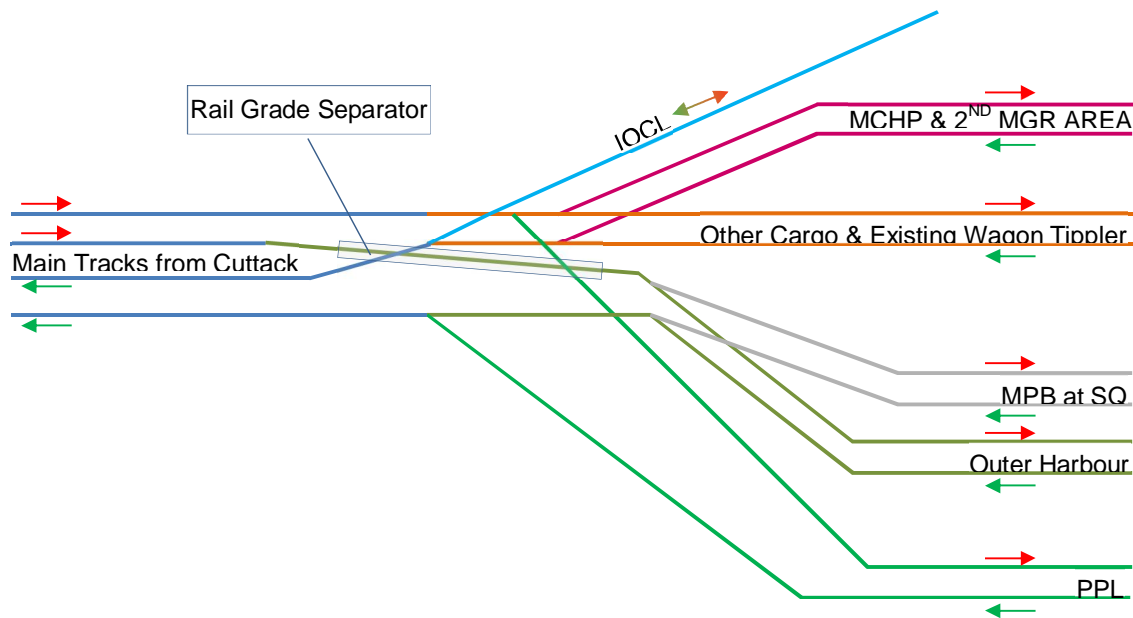 Rail Grade Separator
IOCL
MCHP & 2ND MGR AREA
Other Cargo & Existing Wagon Tippler
Main Tracks from Cuttack
MPB at SQ
Outer Harbour
PPL